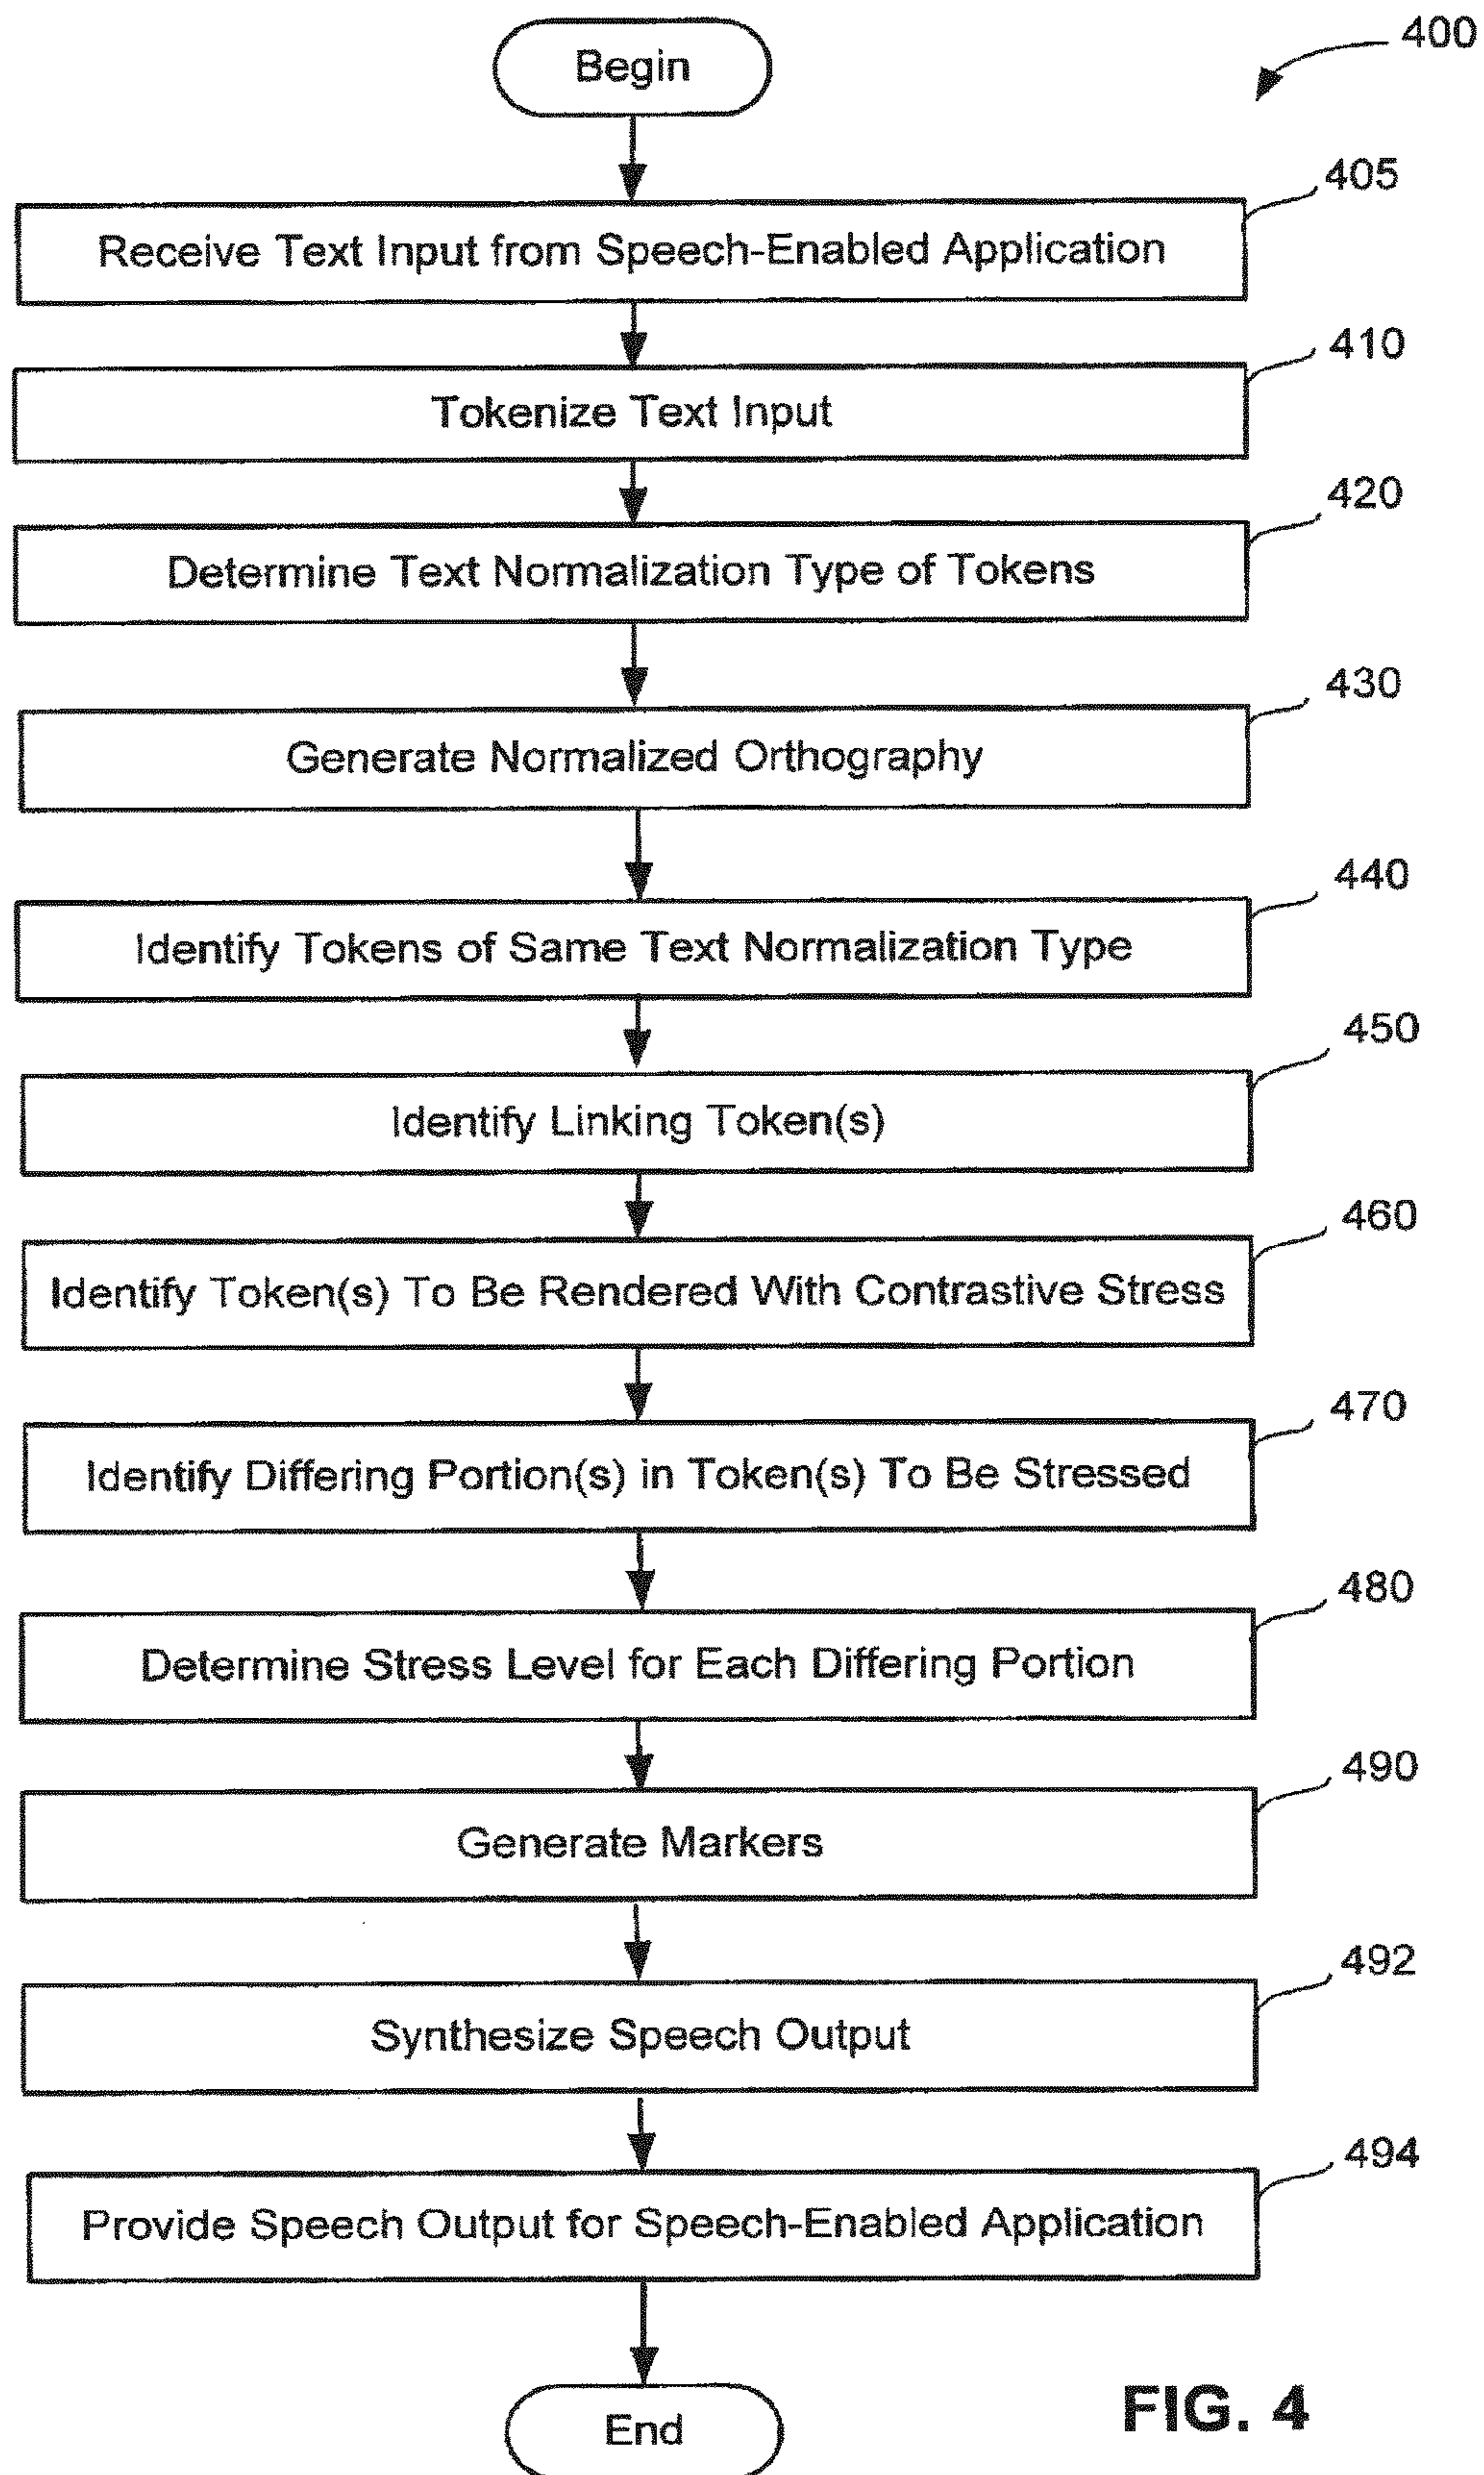 Begin
400
405
Receive Text Input from Speech-Enabled Application
410
Tokenize Text Input
420
Determine Text Normalization Type of Tokens
430
Generate Normalized Orthography
440
Identify Tokens of Same Text Normalization Type
450
Identify Linking Token(s)
460
Identify Token(s) To Be Rendered With Contrastive Stress
470
Identify Differing Portion(s) in Token(s) To Be Stressed
480
Determine Stress Level for Each Differing Portion
490
Generate Markers
492
Synthesize Speech Output
494
Provide Speech Output for Speech-Enabled Application
End
FIG. 4